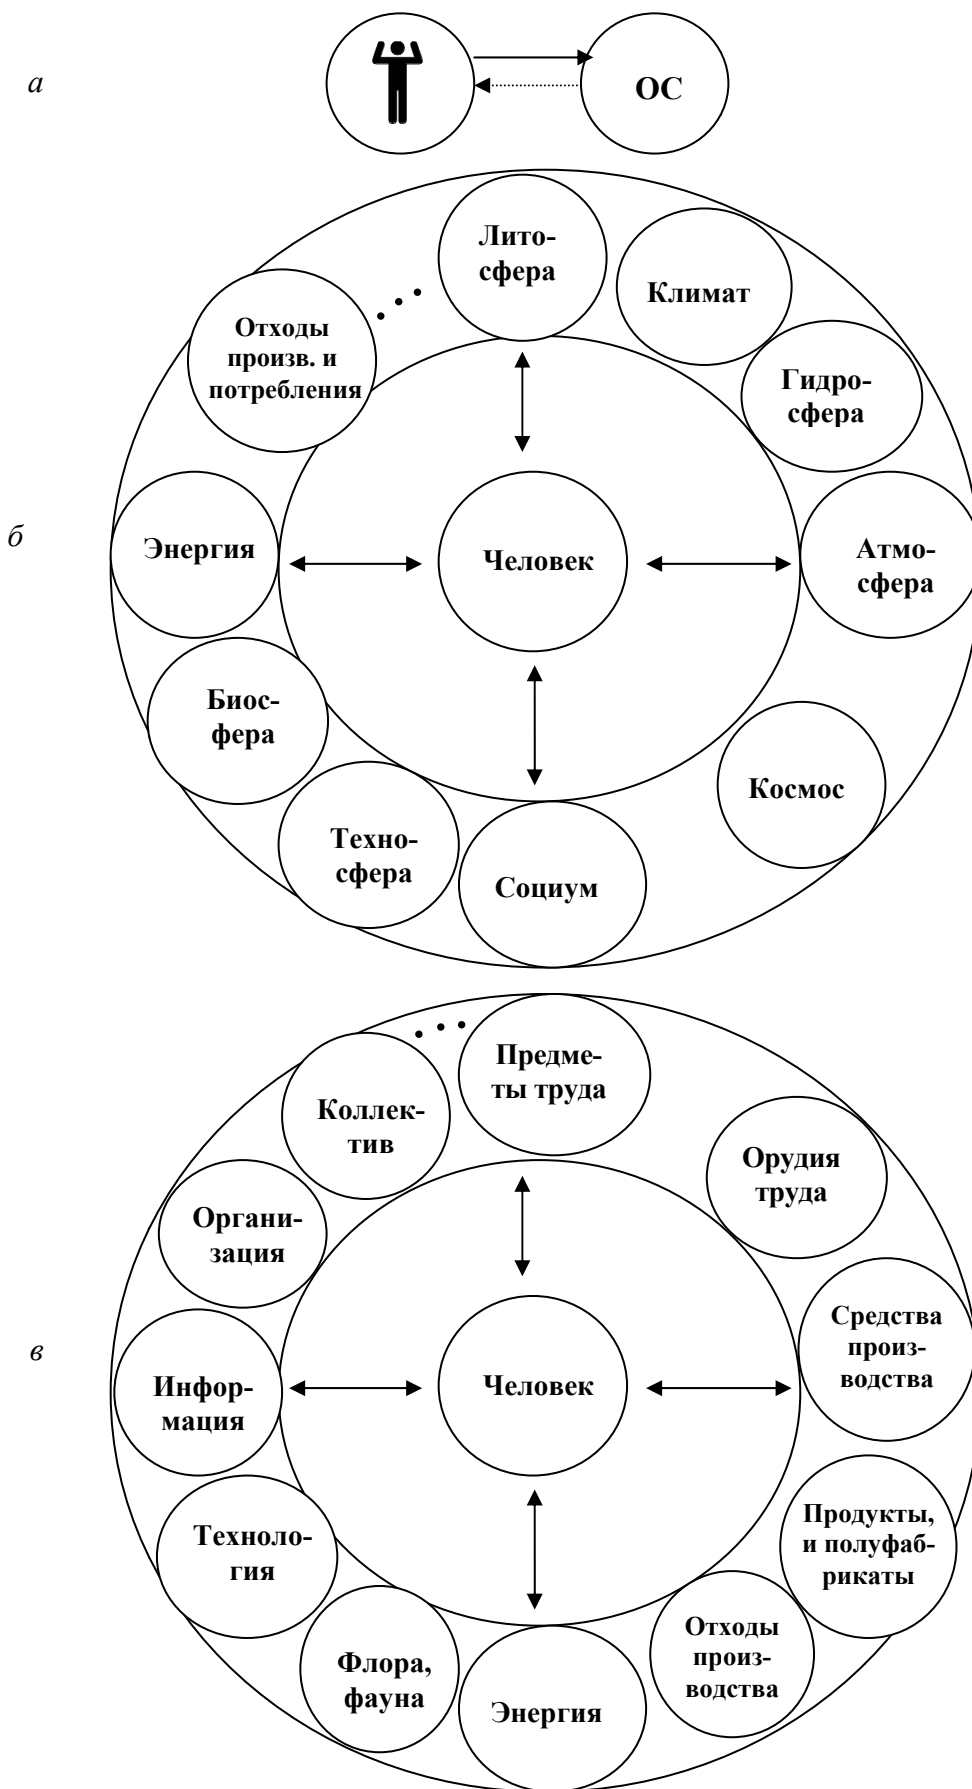 а
ОС
Лито-
сфера
Климат
Отходы
произв. и
потребления
Гидро-
сфера
б
Энергия
Человек
Атмо-
сфера
Биос-
фера
Космос
Техно-
сфера
Социум
Предме-
ты труда
Коллек-
тив
Орудия
труда
Органи-
зация
Средства
произ-
водства
в
Инфор-
мация
Человек
Техноло-
гия
Продукты,
и полуфаб-
рикаты
Отходы
произ-
водства
Флора,
фауна
Энергия